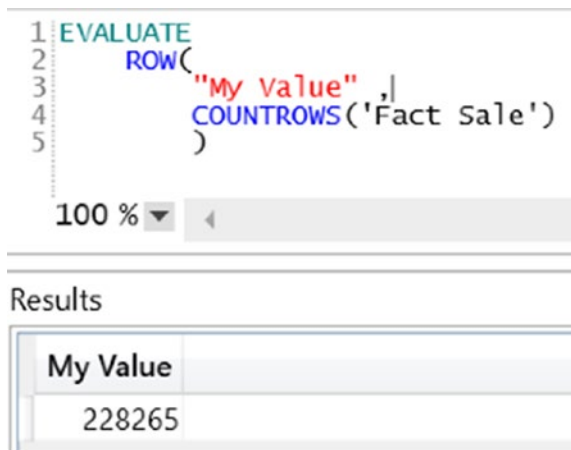 1 EVALUATE
2 ROW(
3 "My Value" ,
4 COUNTROWS('Fact Sale')
5 )
100 %
Results
My Value
228265